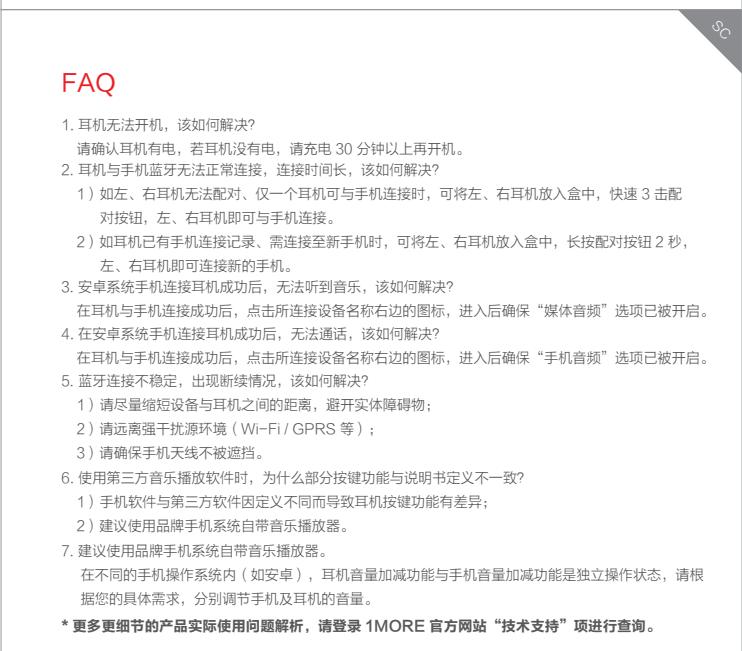 SC
FAQ
1. 耳机无法开机，该如何解决?
请确认耳机有电，若耳机没有电，请充电 30 分钟以上再开机。
2. 耳机与手机蓝牙无法正常连接，连接时间长，该如何解决?
1）如左、右耳机无法配对、仅一个耳机可与手机连接时，可将左、右耳机放入盒中，快速 3 击配
对按钮，左、右耳机即可与手机连接。
2）如耳机已有手机连接记录、需连接至新手机时，可将左、右耳机放入盒中，长按配对按钮 2 秒，
左、右耳机即可连接新的手机。
3. 安卓系统手机连接耳机成功后，无法听到音乐，该如何解决?
在耳机与手机连接成功后，点击所连接设备名称右边的图标，进入后确保“媒体音频”选项已被开启。
4. 在安卓系统手机连接耳机成功后，无法通话，该如何解决?
在耳机与手机连接成功后，点击所连接设备名称右边的图标，进入后确保“手机音频”选项已被开启。
5. 蓝牙连接不稳定，出现断续情况，该如何解决?
1）请尽量缩短设备与耳机之间的距离，避开实体障碍物；
2）请远离强干扰源环境（Wi-Fi / GPRS 等）；
3）请确保手机天线不被遮挡。
6. 使用第三方音乐播放软件时，为什么部分按键功能与说明书定义不一致?
1）手机软件与第三方软件因定义不同而导致耳机按键功能有差异；
2）建议使用品牌手机系统自带音乐播放器。
7. 建议使用品牌手机系统自带音乐播放器。
在不同的手机操作系统内（如安卓），耳机音量加减功能与手机音量加减功能是独立操作状态，请根
据您的具体需求，分别调节手机及耳机的音量。
* 更多更细节的产品实际使用问题解析，请登录 1MORE 官方网站“技术支持”项进行查询。